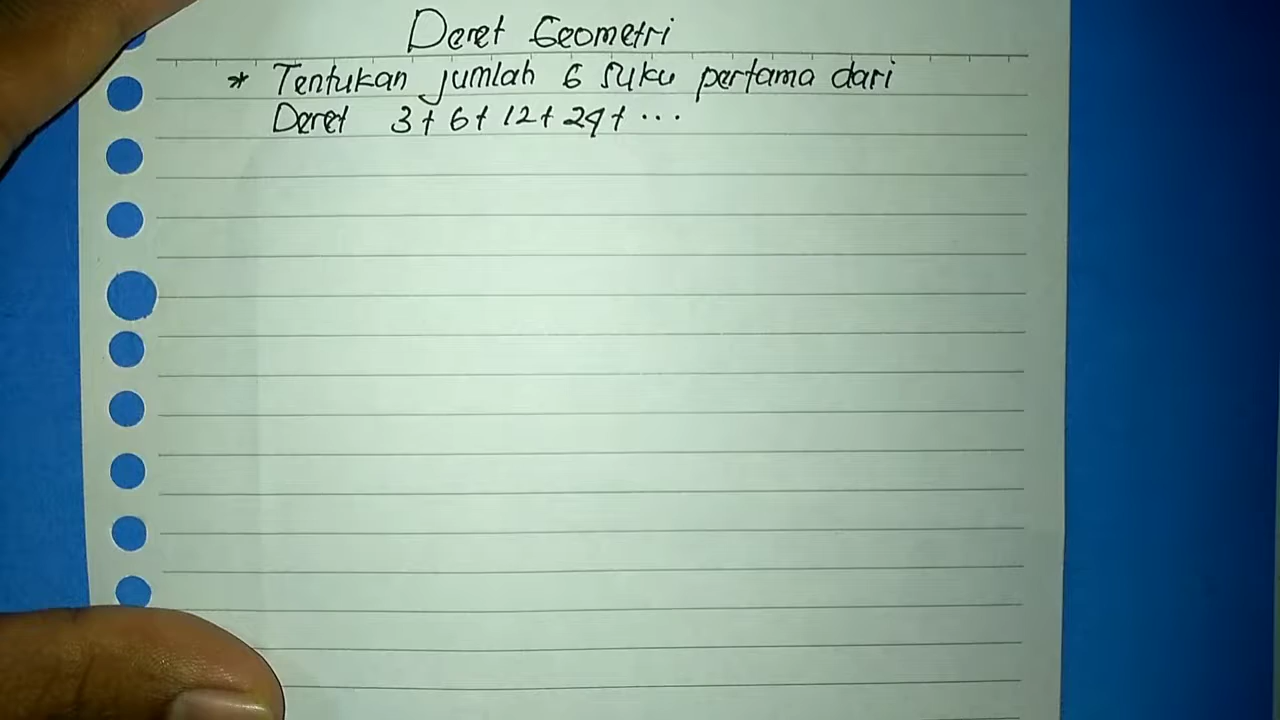 Deret Geometri
* Tentukan jumlah 6 suku pertama dari
Deret 3 + 6 + 12 + 24 + ...